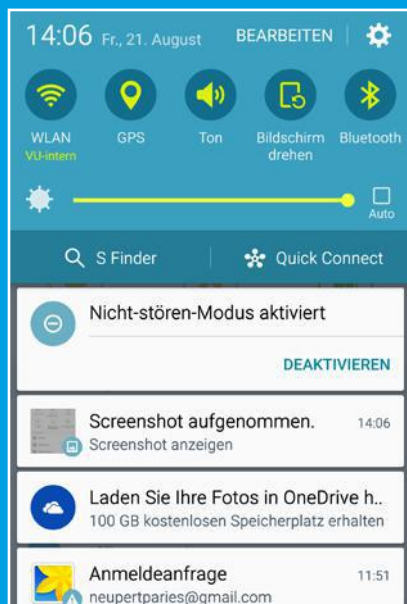 14:06 Fr., 21. August BEARBEITEN
WLAN GPS Ton Bildschirm drehen Bluetooth
VU-intern
Auto
S Finder Quick Connect
Nicht-stören-Modus aktiviert
DEAKTIVIEREN
Screenshot aufgenommen. 14:06
Screenshot anzeigen
Laden Sie Ihre Fotos in OneDrive h..
100 GB kostenlosen Speicherplatz erhalten
Anmeldeanfrage 11:51
neupertparies@gmail.com